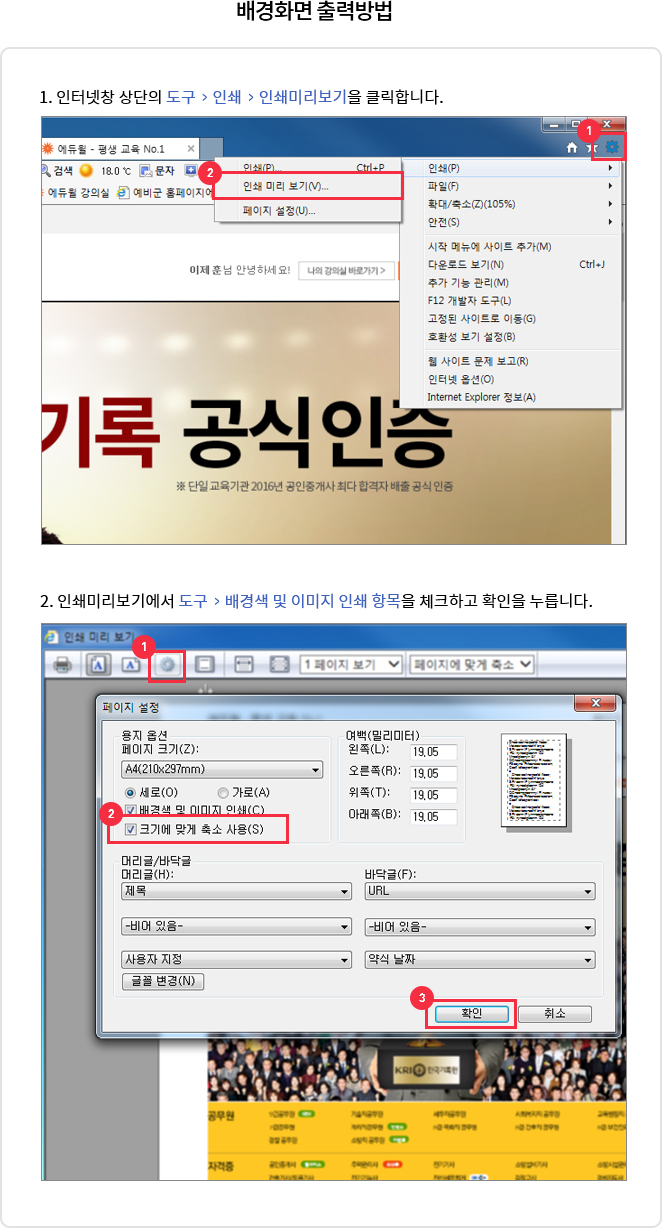 배경화면 출력방법
1. 인터넷창 상단의 도구 > 인쇄 > 인쇄미리보기을 클릭합니다.
1
에듀윌 - 평생 교육 No.1
검색 18.0 ℃ 문자
에듀윌 강의실 예비군 홈페이지에
2
인쇄(P)... Ctrl+P
인쇄 미리 보기(V)...
페이지 설정(U)...
인쇄(P)
파일(F)
확대/축소(Z)(105%)
안전(S)
시작 메뉴에 사이트 추가(M)
다운로드 보기(N) Ctrl+J
추가 기능 관리(M)
F12 개발자 도구(L)
고정된 사이트로 이동(G)
호환성 보기 설정(B)
웹 사이트 문제 보고(R)
인터넷 옵션(O)
Internet Explorer 정보(A)
이제훈님 안녕하세요! 나의 강의실 바로가기 >
기록 공식인증
※ 단일 교육기관 2016년 공인중개사 최다 합격자 배출 공식 인증
2. 인쇄미리보기에서 도구 > 배경색 및 이미지 인쇄 항목을 체크하고 확인을 누릅니다.
인쇄 미리 보기
1
A A 1 페이지 보기 페이지에 맞게 축소
페이지 설정
용지 옵션
페이지 크기(Z):
A4(210x297mm)
세로(O) 가로(A)
배경색 및 이미지 인쇄(C)
2
크기에 맞게 축소 사용(S)
여백(밀리미터)
왼쪽(L): 19,05
오른쪽(R): 19,05
위쪽(T): 19,05
아래쪽(B): 19,05
머리글/바닥글
머리글(H): 바닥글(F):
제목 URL
-비어 있음- -비어 있음-
사용자 지정 약식 날짜
글꼴 변경(N)
3
확인 취소
KRI 한국기록원
공무원
자격증